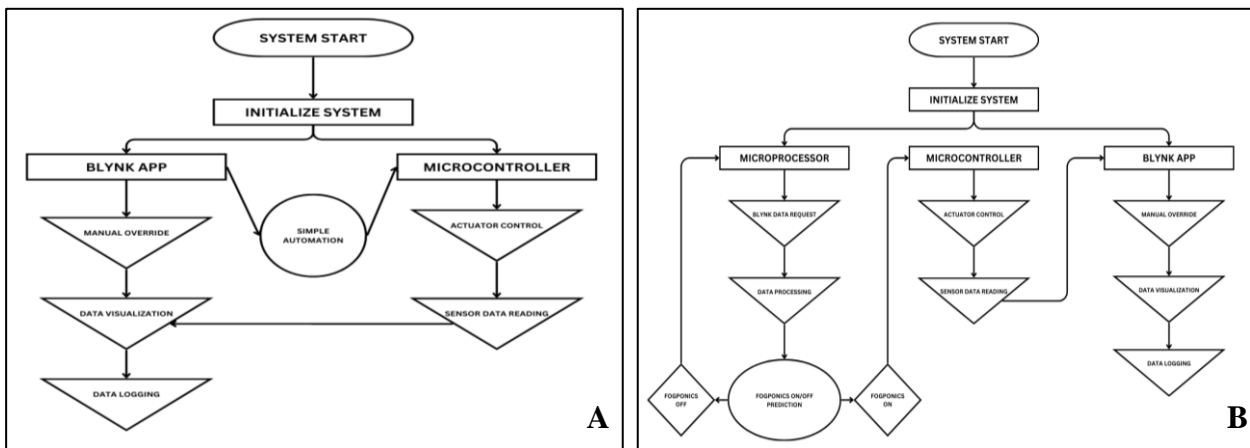 SYSTEM START
INITIALIZE SYSTEM
BLYNK APP
MICROCONTROLLER
MANUAL OVERRIDE
SIMPLE
AUTOMATION
ACTUATOR CONTROL
DATA VISUALIZATION
SENSOR DATA READING
DATA LOGGING
A
SYSTEM START
INITIALIZE SYSTEM
MICROPROCESSOR
MICROCONTROLLER
BLYNK APP
BLYNK DATA REQUEST
ACTUATOR CONTROL
MANUAL OVERRIDE
DATA PROCESSING
SENSOR DATA READING
DATA VISUALIZATION
DATA LOGGING
FOGPONICS
OFF
FOGPONICS ON/OFF
PREDICTION
FOGPONICS
ON
B